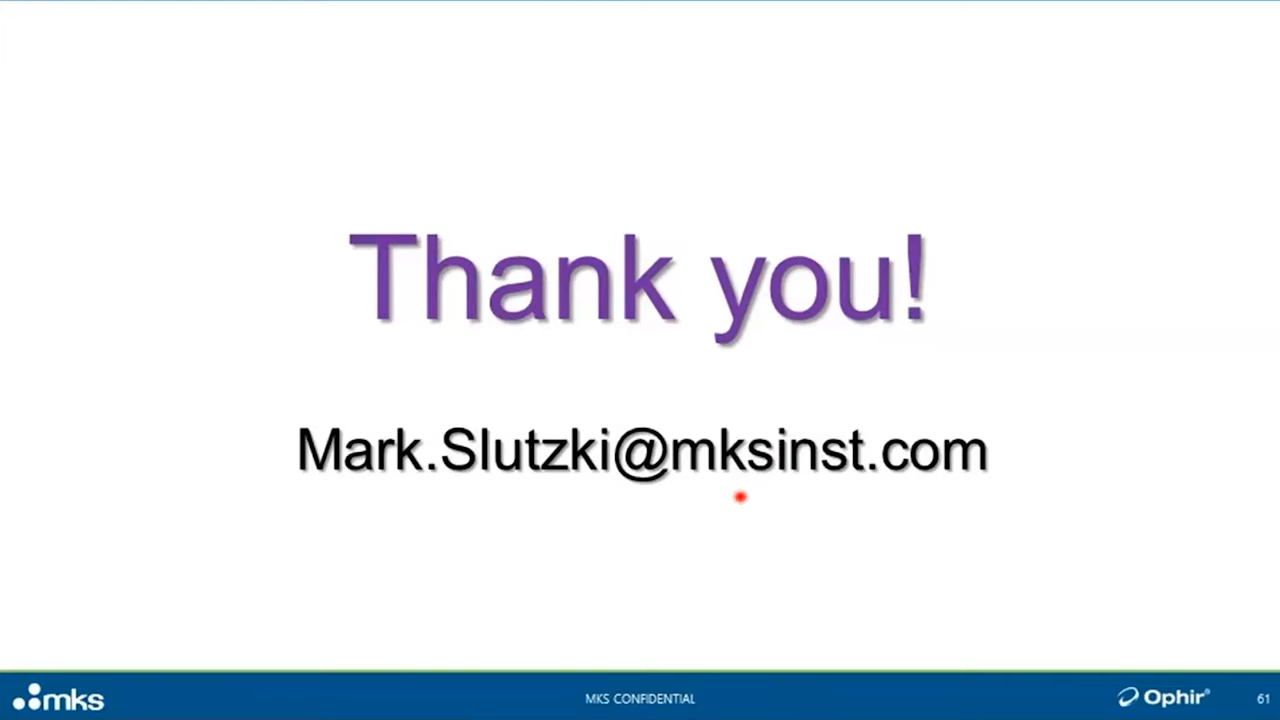 Thank you!
Mark.Slutzki@mksinst.com
mks
MKS CONFIDENTIAL
Ophir®
61